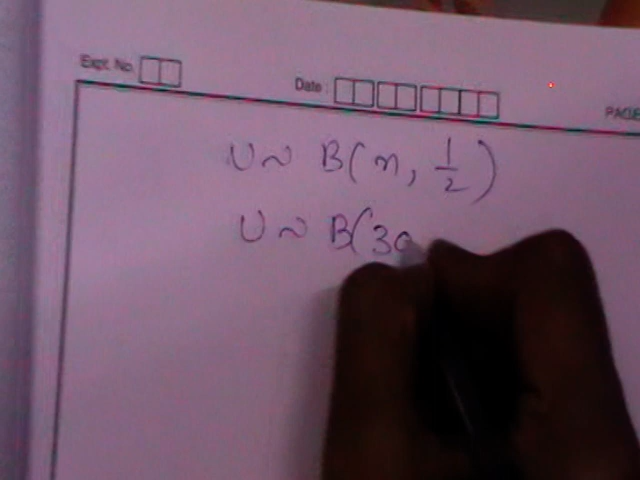 Expt. No.
Date :
PAGE
U ~ B(n, 1/2)
U ~ B(30